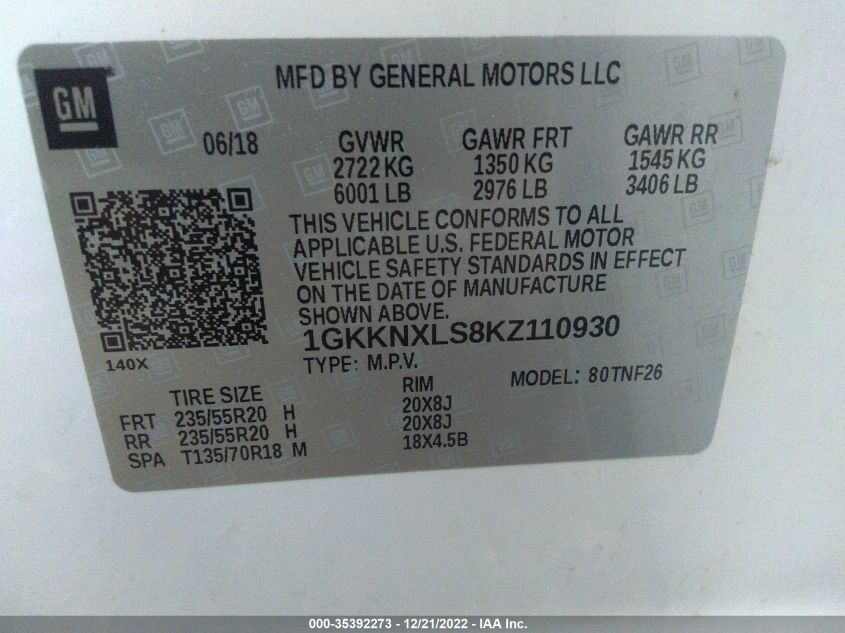 MFD BY GENERAL MOTORS LLC
GM
06/18 GVWR GAWR FRT GAWR RR
2722 KG 1350 KG 1545 KG
6001 LB 2976 LB 3406 LB
THIS VEHICLE CONFORMS TO ALL
APPLICABLE U.S. FEDERAL MOTOR
VEHICLE SAFETY STANDARDS IN EFFECT
ON THE DATE OF MANUFACTURE
SHOWN ABOVE.
1GKKNXLS8KZ110930
140X
TYPE: M.P.V.
MODEL: 80TNF26
TIRE SIZE RIM
FRT 235/55R20 H 20X8J
RR 235/55R20 H 20X8J
SPA T135/70R18 M 18X4.5B
000-35392273 - 12/21/2022 - IAA Inc.